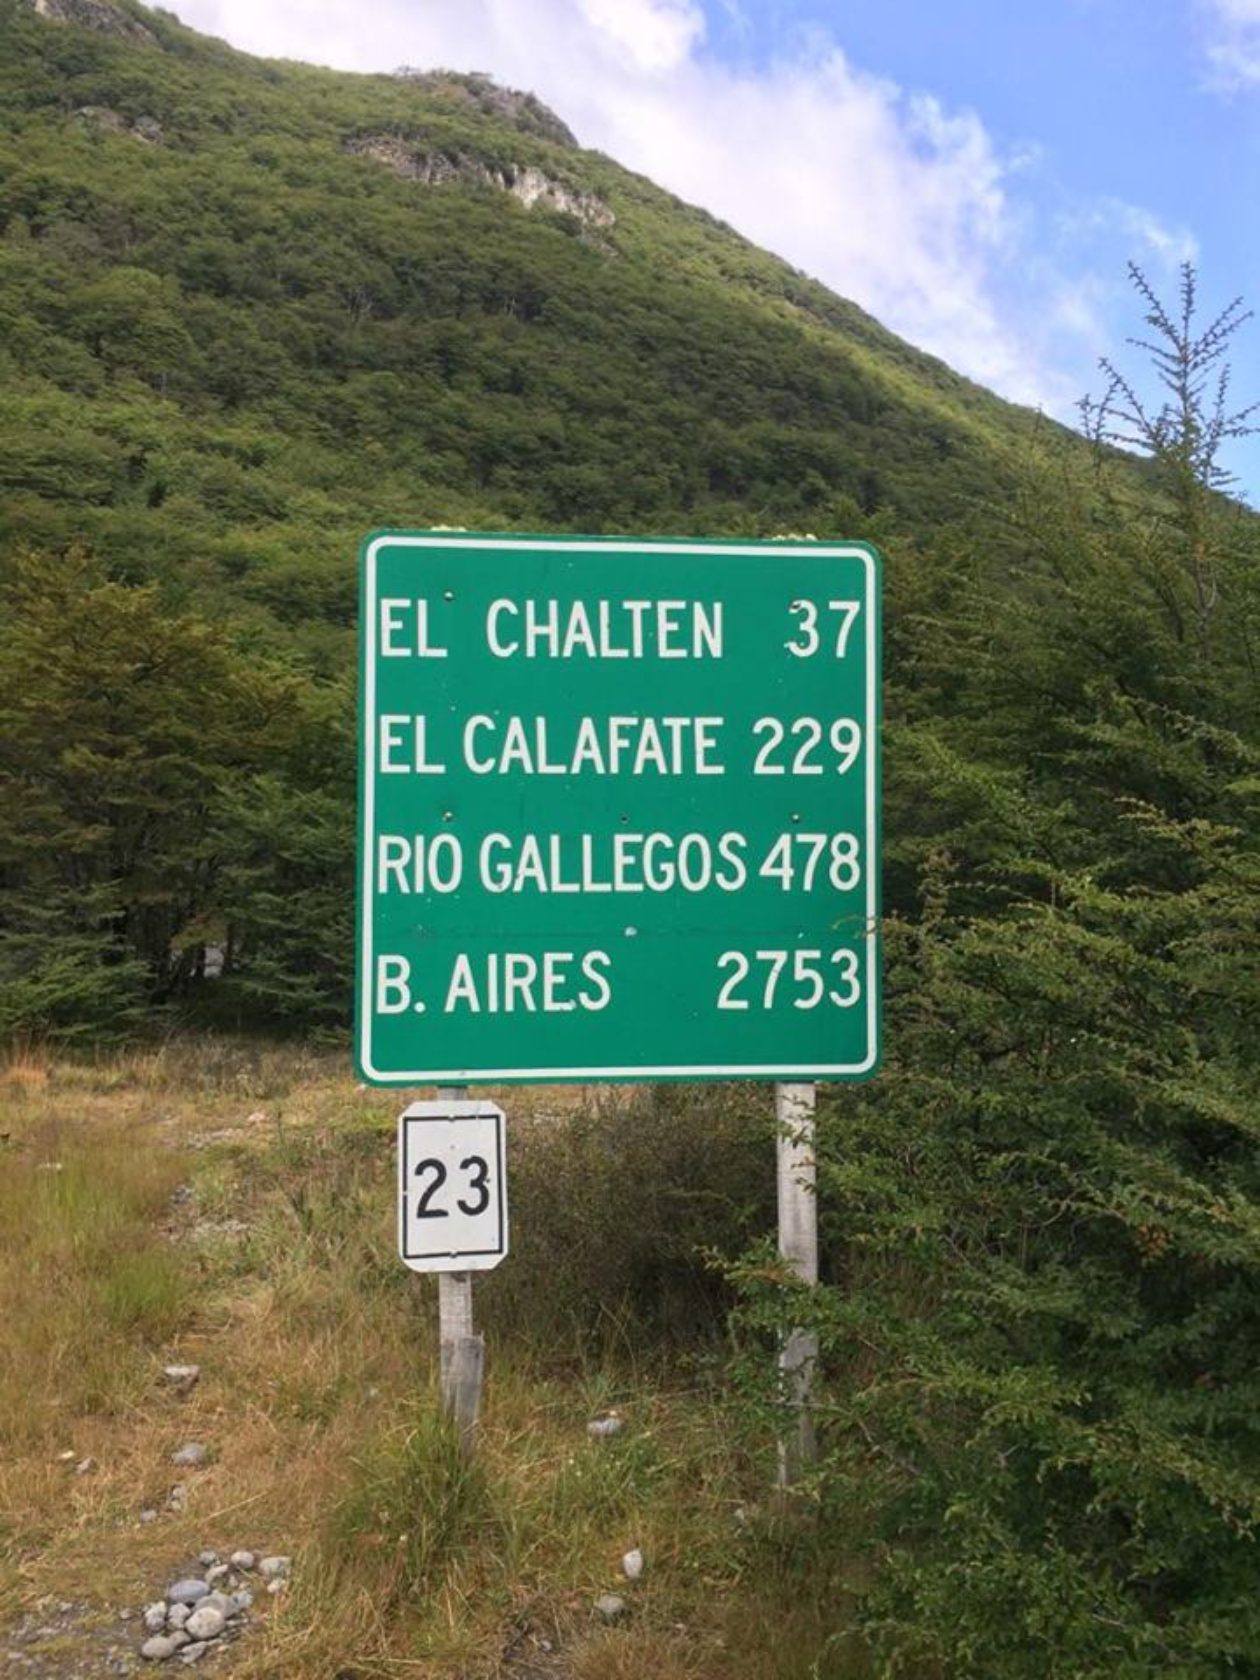 EL CHALTEN 37
EL CALAFATE 229
RIO GALLEGOS 478
B. AIRES 2753
23